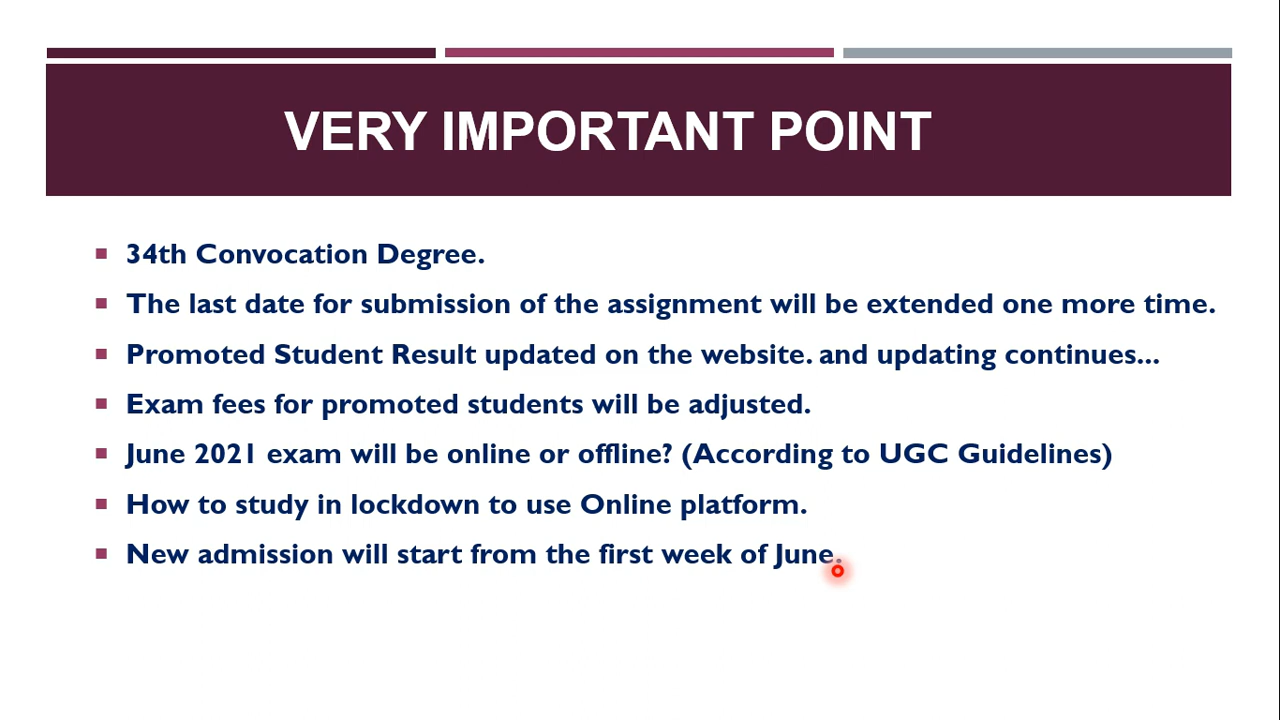 VERY IMPORTANT POINT
34th Convocation Degree.
The last date for submission of the assignment will be extended one more time.
Promoted Student Result updated on the website. and updating continues...
Exam fees for promoted students will be adjusted.
June 2021 exam will be online or offline? (According to UGC Guidelines)
How to study in lockdown to use Online platform.
New admission will start from the first week of June.